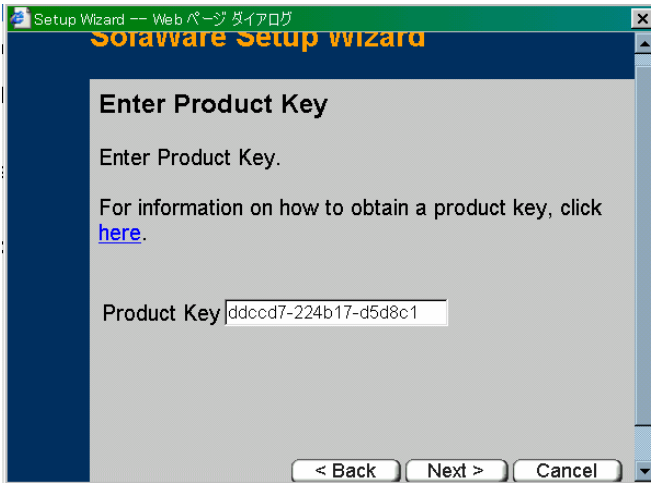 Setup Wizard -- Web ページ ダイアログ
SofaWare Setup Wizard
Enter Product Key
Enter Product Key.
For information on how to obtain a product key, click
here.
Product Key ddccd7-224b17-d5d8c1
< Back Next > Cancel